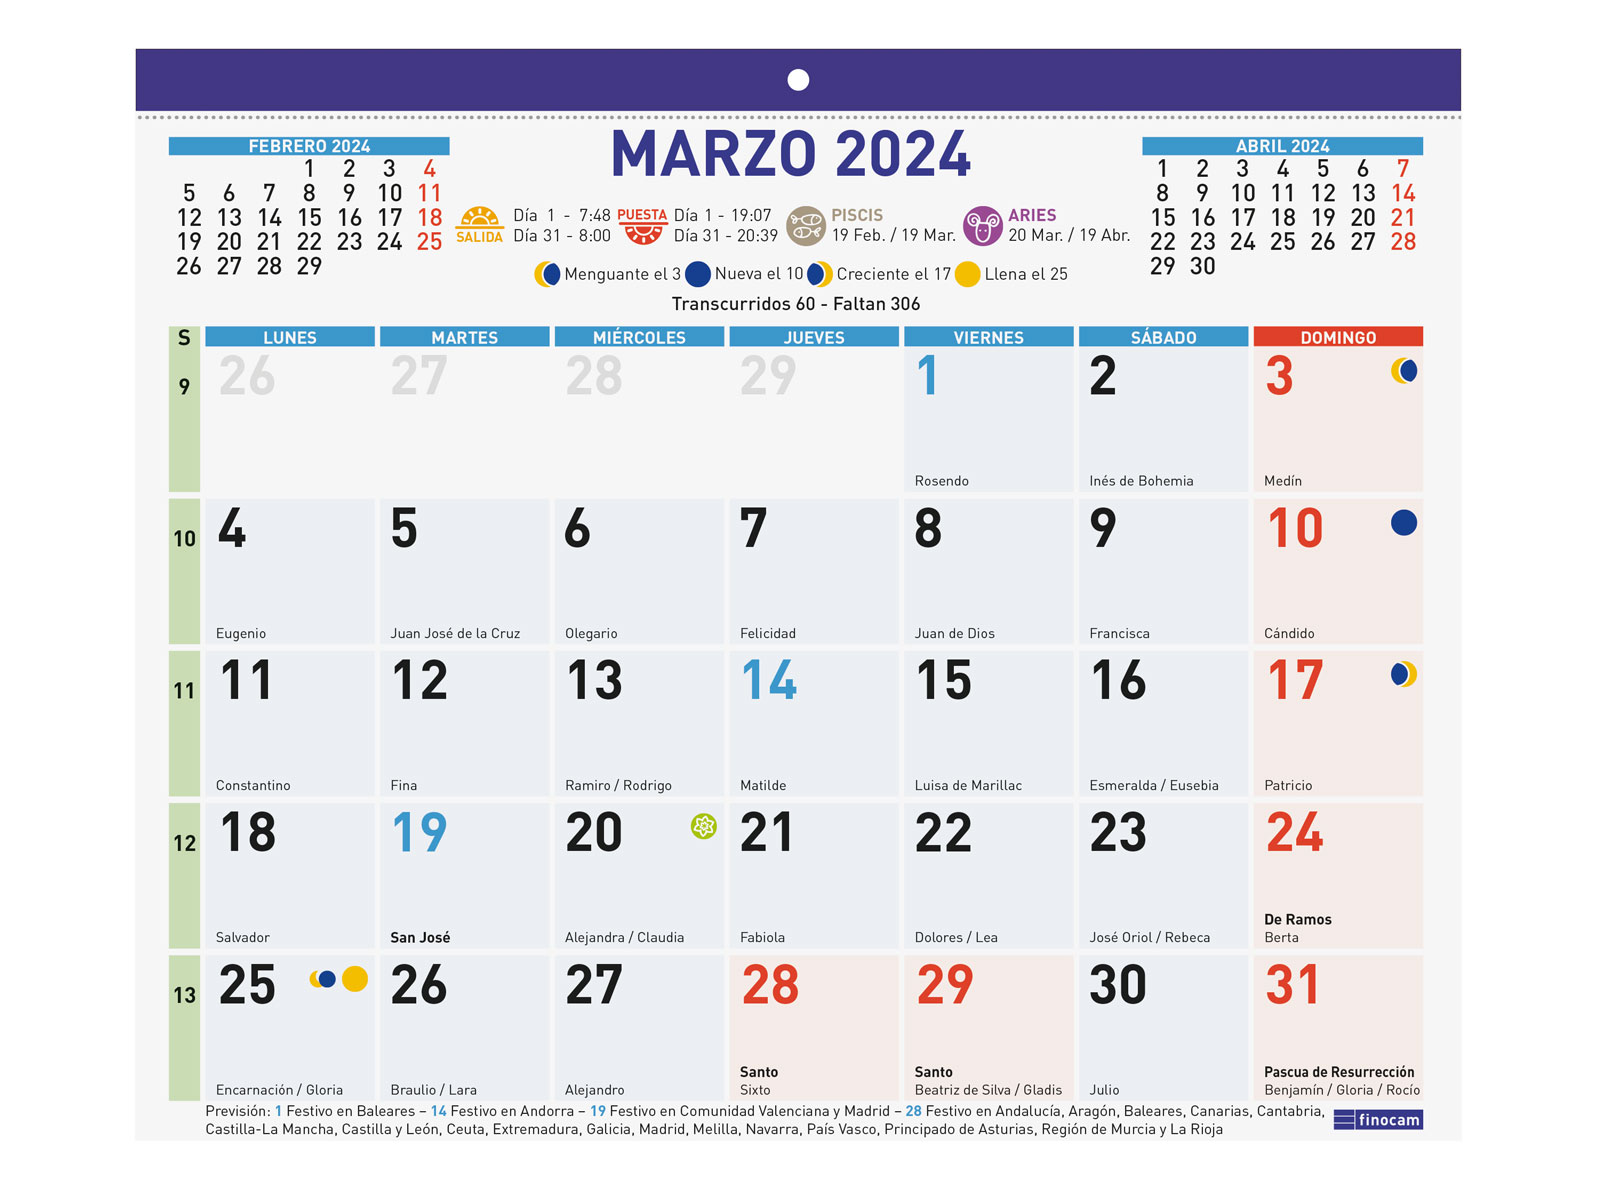 MARZO 2024
FEBRERO 2024
1 2 3 4
5 6 7 8 9 10 11
12 13 14 15 16 17 18
19 20 21 22 23 24 25
26 27 28 29
SALIDA
Día 1 - 7:48
Día 31 - 8:00
PUESTA
Día 1 - 19:07
Día 31 - 20:39
PISCIS
19 Feb. / 19 Mar.
ARIES
20 Mar. / 19 Abr.
Menguante el 3 Nueva el 10 Creciente el 17 Llena el 25
Transcurridos 60 - Faltan 306
ABRIL 2024
1 2 3 4 5 6 7
8 9 10 11 12 13 14
15 16 17 18 19 20 21
22 23 24 25 26 27 28
29 30
S LUNES MARTES MIÉRCOLES JUEVES VIERNES SÁBADO DOMINGO
9 26 27 28 29 1 2 3
Rosendo Inés de Bohemia Medín
10 4 5 6 7 8 9 10
Eugenio Juan José de la Cruz Olegario Felicidad Juan de Dios Francisca Cándido
11 11 12 13 14 15 16 17
Constantino Fina Ramiro / Rodrigo Matilde Luisa de Marillac Esmeralda / Eusebia Patricio
12 18 19 20 21 22 23 24
De Ramos
Salvador San José Alejandra / Claudia Fabiola Dolores / Lea José Oriol / Rebeca Berta
13 25 26 27 28 29 30 31
Santo Santo Pascua de Resurrección
Encarnación / Gloria Braulio / Lara Alejandro Sixto Beatriz de Silva / Gladis Julio Benjamín / Gloria / Rocío
Previsión: 1 Festivo en Baleares – 14 Festivo en Andorra – 19 Festivo en Comunidad Valenciana y Madrid – 28 Festivo en Andalucía, Aragón, Baleares, Canarias, Cantabria,
Castilla-La Mancha, Castilla y León, Ceuta, Extremadura, Galicia, Madrid, Melilla, Navarra, País Vasco, Principado de Asturias, Región de Murcia y La Rioja
finocam